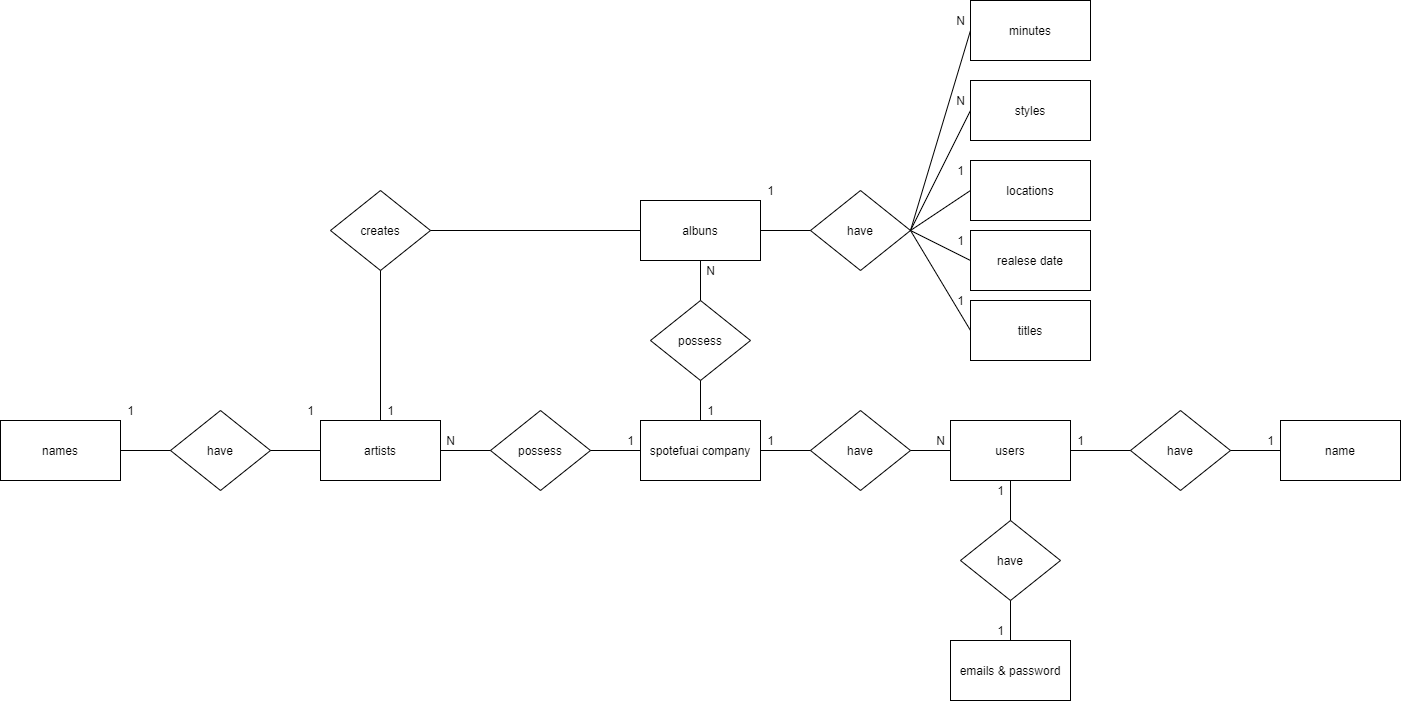 N
minutes
N
styles
1
locations
1
albuns
have
creates
1
realese date
N
1
titles
possess
1
1
1
1
names
have
artists
N
possess
1
spotefuai company
1
have
N
users
1
have
1
name
1
have
1
emails & password